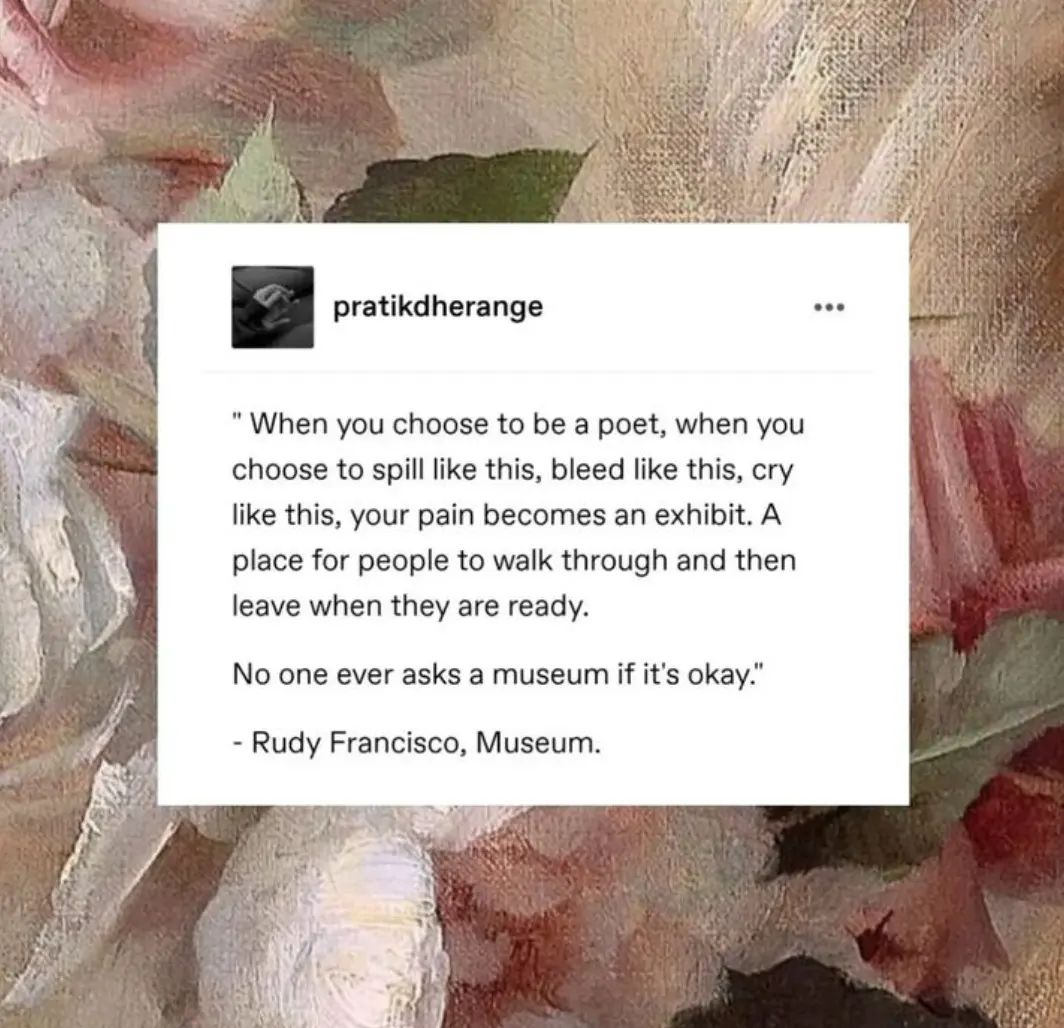 pratikdherange
" When you choose to be a poet, when you
choose to spill like this, bleed like this, cry
like this, your pain becomes an exhibit. A
place for people to walk through and then
leave when they are ready.
No one ever asks a museum if it's okay."
- Rudy Francisco, Museum.